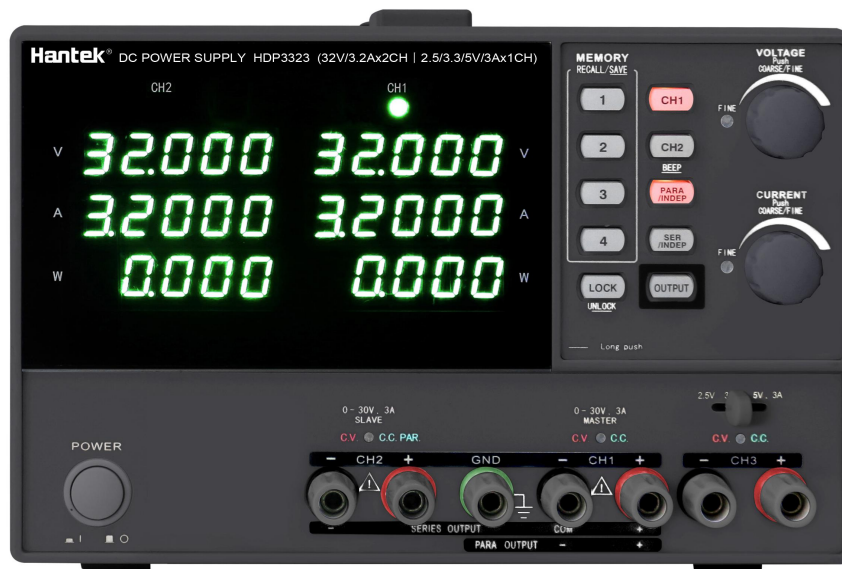 Hantek® DC POWER SUPPLY HDP3323 (32V/3.2Ax2CH | 2.5/3.3/5V/3Ax1CH)
CH2 CH1
V 32.000 32.000 V
A 3.2000 3.2000 A
W 0.000 0.000 W
MEMORY
RECALL/SAVE
1 CH1
2 CH2
BEEP
3 PARA
/INDEP
4 SER
/INDEP
LOCK OUTPUT
UNLOCK
Long push
VOLTAGE
Push
COARSE/FINE
FINE
CURRENT
Push
COARSE/FINE
FINE
POWER
I O
0-30V. 3A
SLAVE
C.V. C.C. PAR.
0-30V. 3A
MASTER
C.V. C.C.
2.5V 5V. 3A
C.V. C.C.
- CH2 + GND - CH1 + - CH3 +
- SERIES OUTPUT COM +
PARA OUTPUT - +